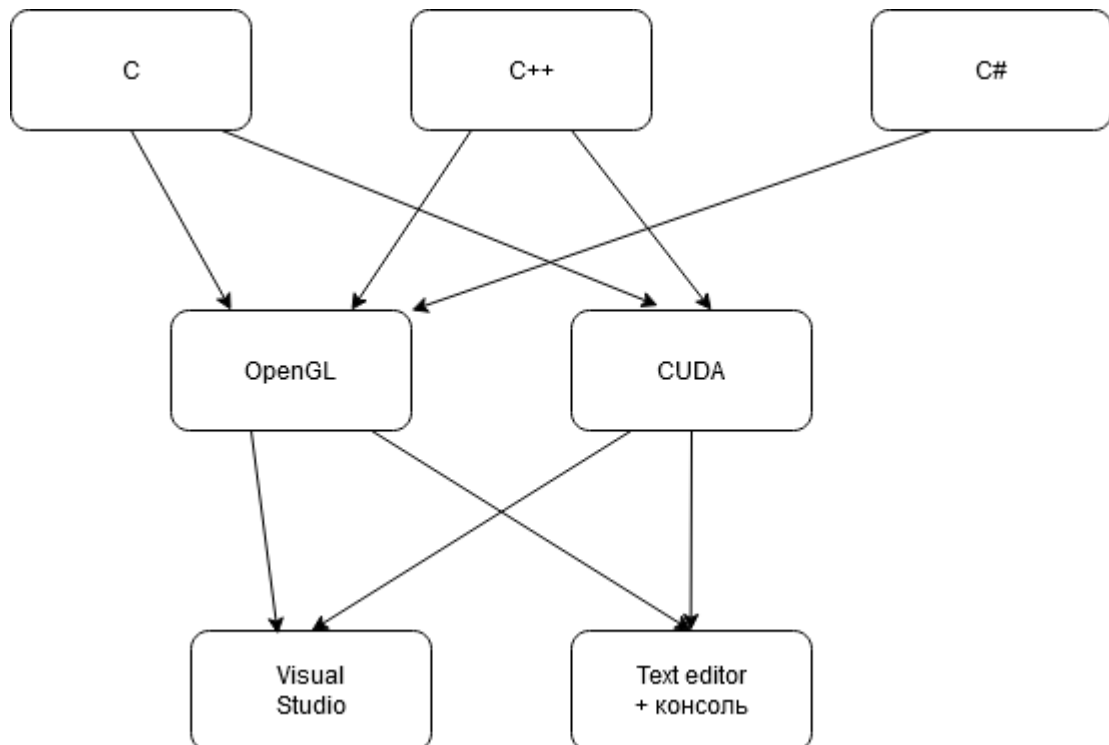 C
C++
C#
OpenGL
CUDA
Visual
Studio
Text editor
+ консоль